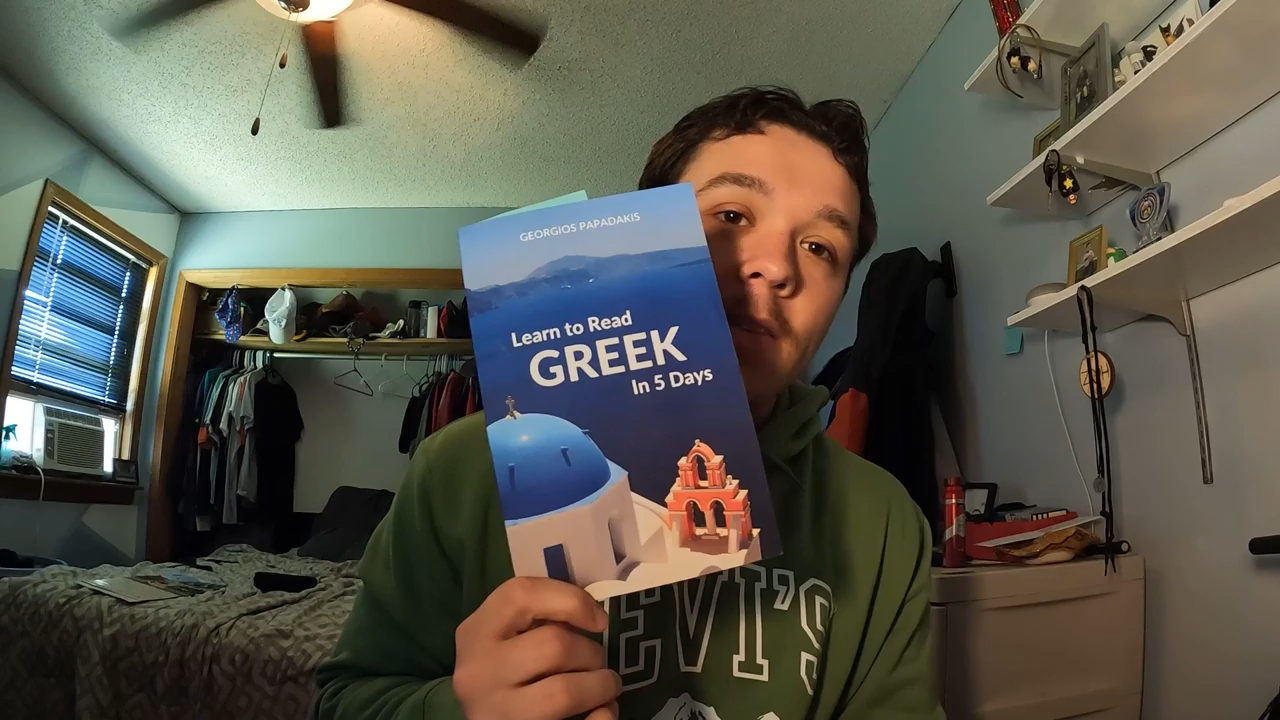 GEORGIOS PAPADAKIS
Learn to Read
GREEK
In 5 Days
EVI'S